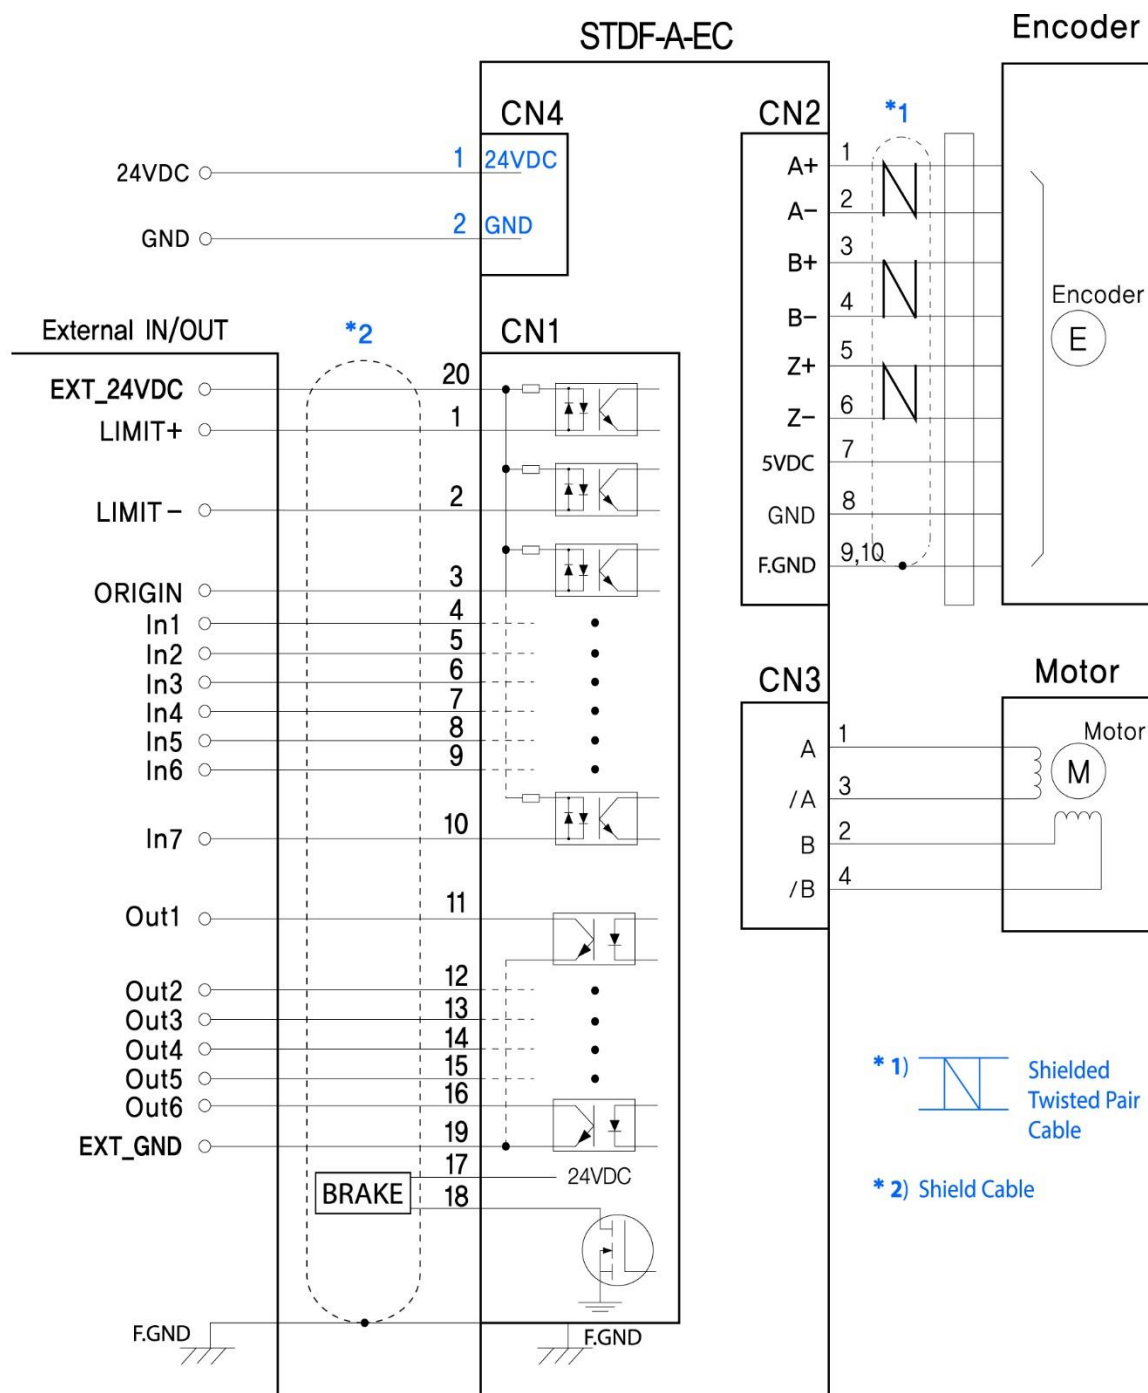 STDF-A-EC
Encoder
CN4
24VDC 1 24VDC
GND 2 GND
External IN/OUT
*2
CN1
EXT_24VDC 20
LIMIT+ 1
LIMIT− 2
ORIGIN 3
In1 4
In2 5
In3 6
In4 7
In5 8
In6 9
In7 10
Out1 11
Out2 12
Out3 13
Out4 14
Out5 15
Out6 16
EXT_GND 19
17 24VDC
BRAKE 18
F.GND
F.GND
CN2
*1
A+ 1
A− 2
B+ 3
B− 4
Z+ 5
Z− 6
5VDC 7
GND 8
F.GND 9,10
Encoder
E
CN3
Motor
A 1
/A 3
B 2
/B 4
Motor
M
* 1) Shielded
Twisted Pair
Cable
* 2) Shield Cable